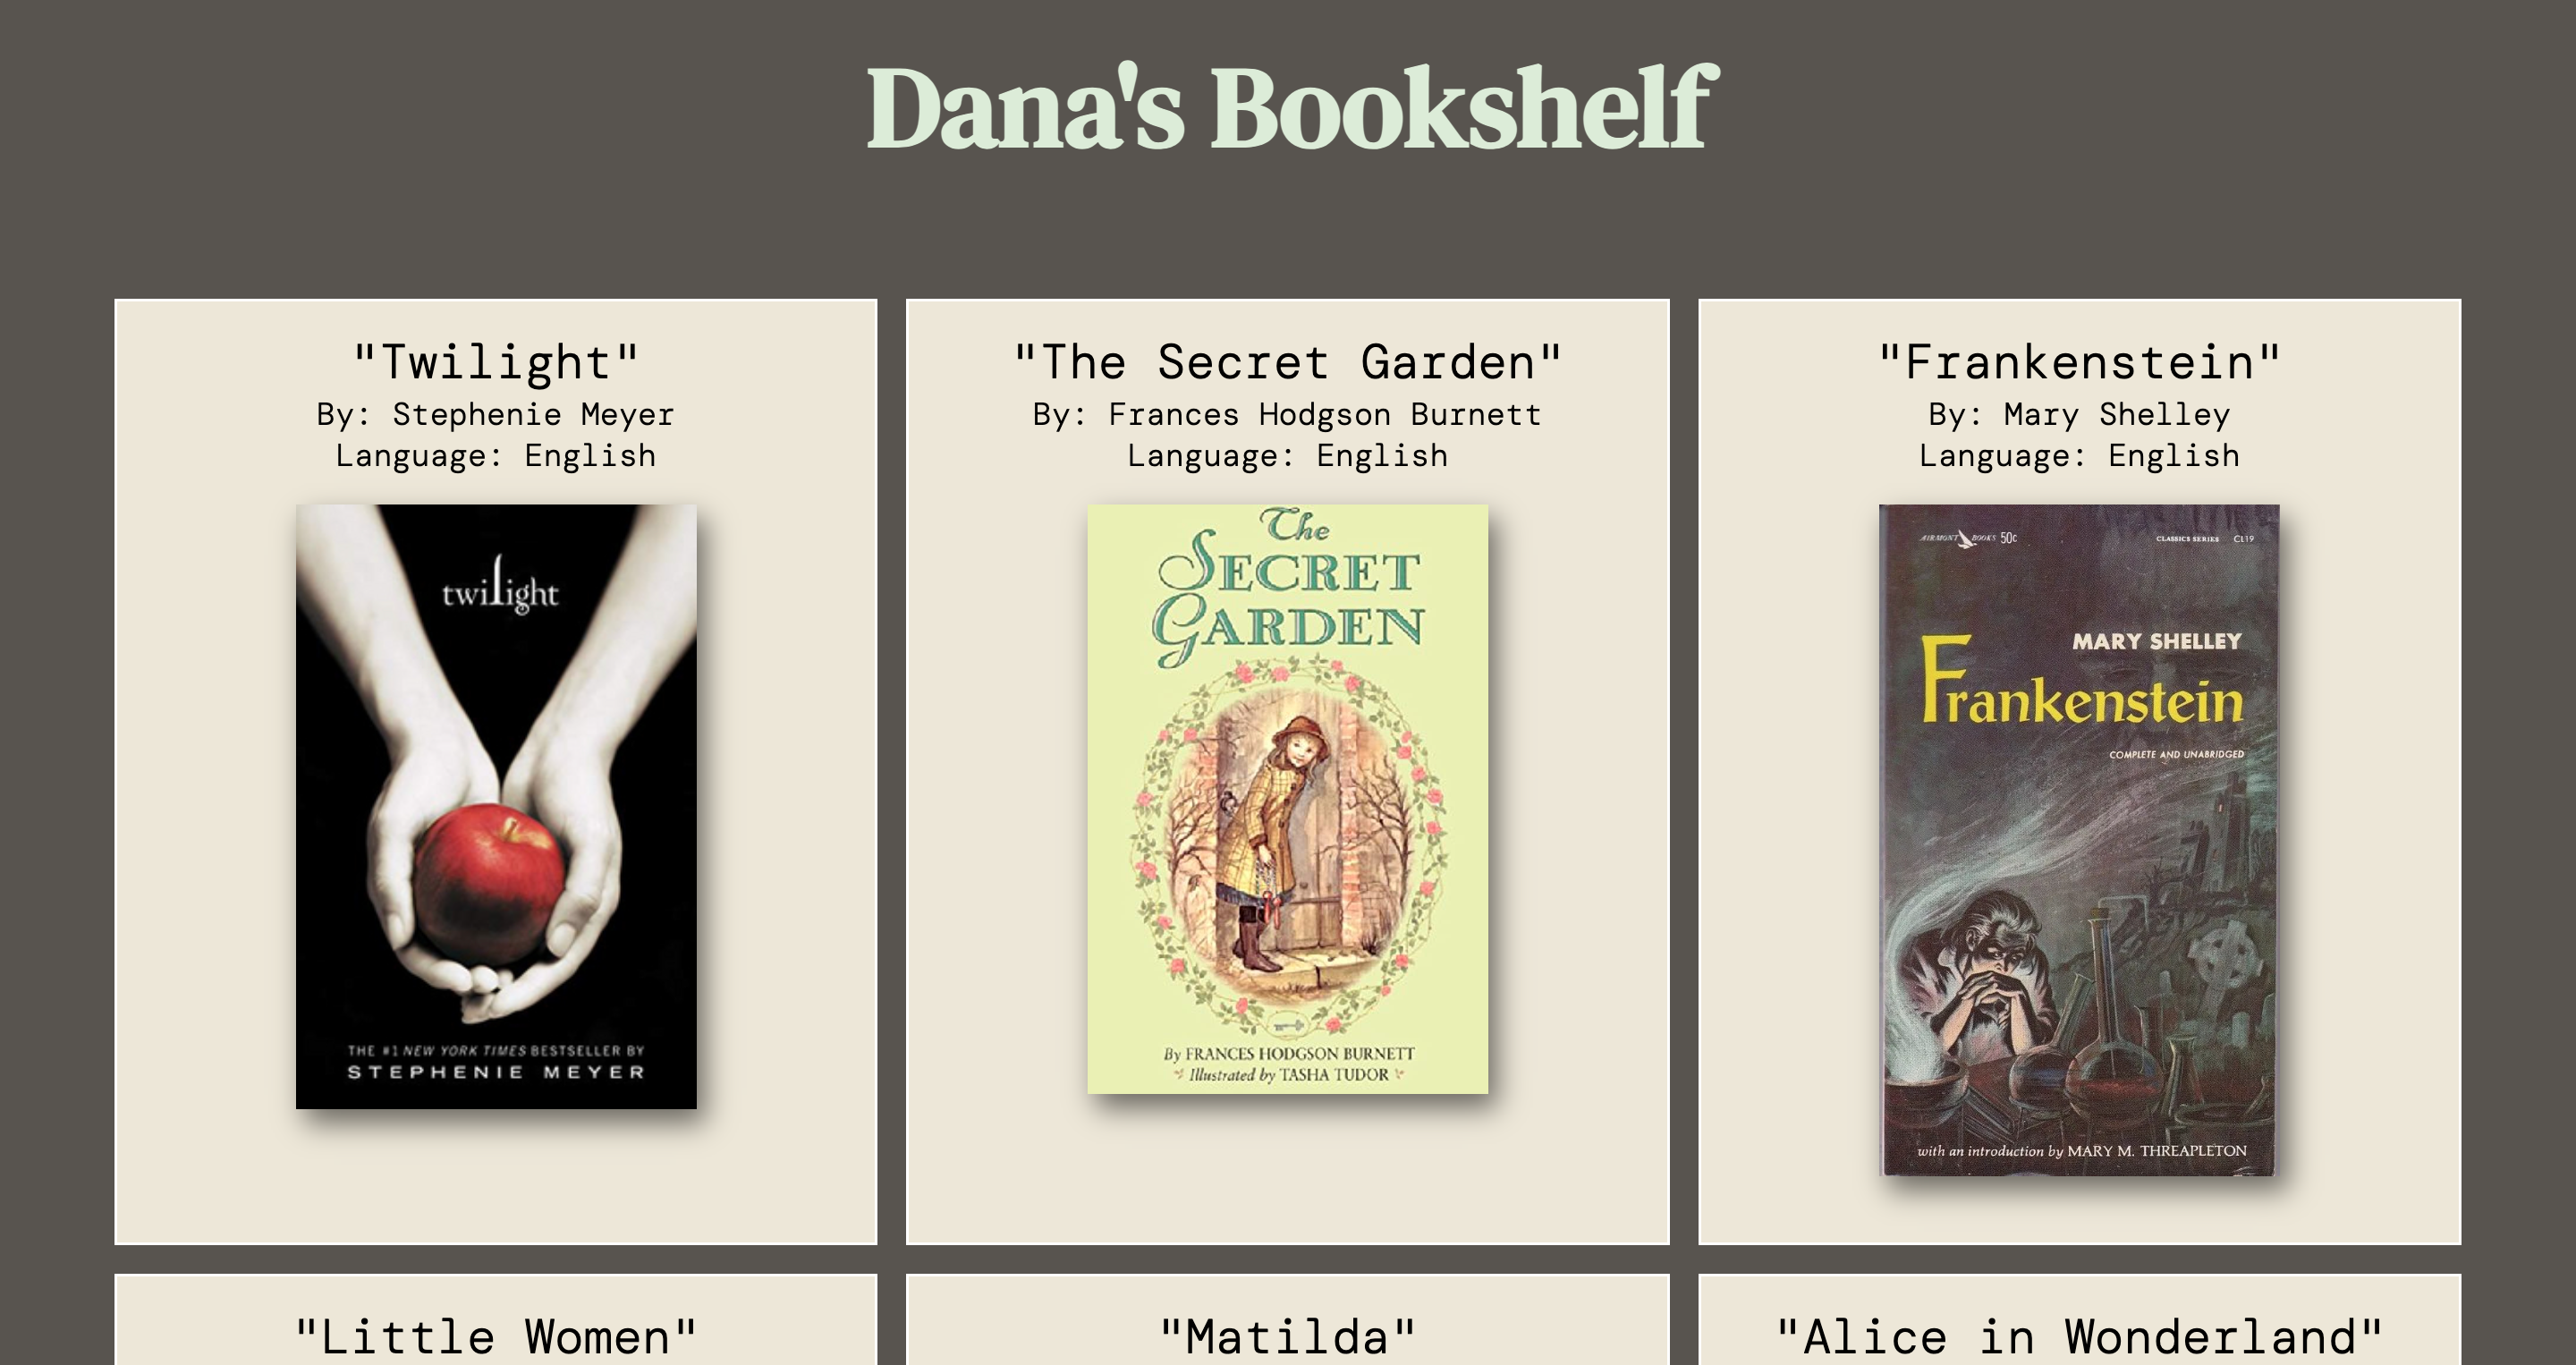 Dana's Bookshelf
"Twilight"
By: Stephenie Meyer
Language: English
twilight
THE #1 NEW YORK TIMES BESTSELLER BY
STEPHENIE MEYER
"The Secret Garden"
By: Frances Hodgson Burnett
Language: English
The
SECRET
GARDEN
By FRANCES HODGSON BURNETT
Illustrated by TASHA TUDOR
"Frankenstein"
By: Mary Shelley
Language: English
AIRMONT BOOKS 50¢
CLASSICS SERIES CL19
MARY SHELLEY
Frankenstein
COMPLETE AND UNABRIDGED
with an introduction by MARY M. THREAPLETON
"Little Women"
"Matilda"
"Alice in Wonderland"